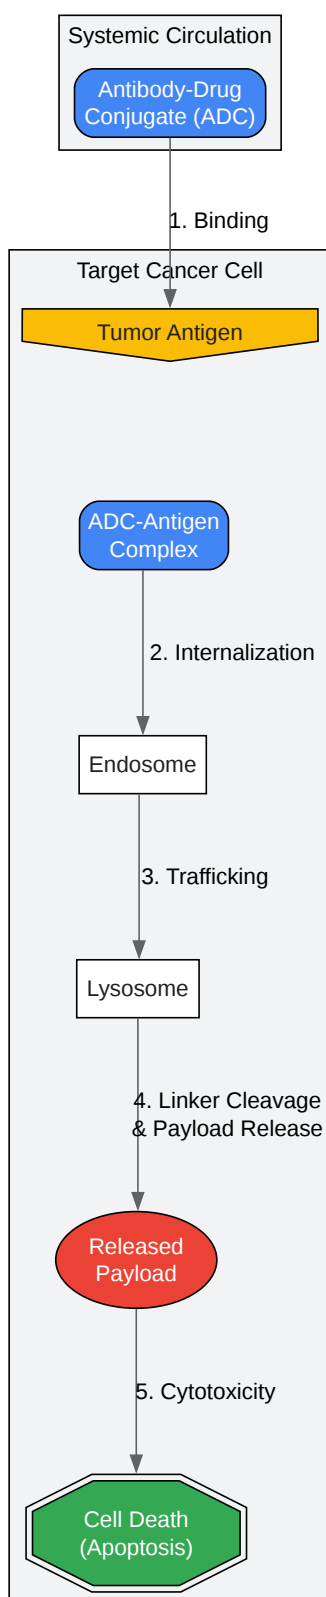 Systemic Circulation
Antibody-Drug
Conjugate (ADC)
1. Binding
Target Cancer Cell
Tumor Antigen
ADC-Antigen
Complex
2. Internalization
Endosome
3. Trafficking
Lysosome
4. Linker Cleavage
& Payload Release
Released
Payload
5. Cytotoxicity
Cell Death
(Apoptosis)